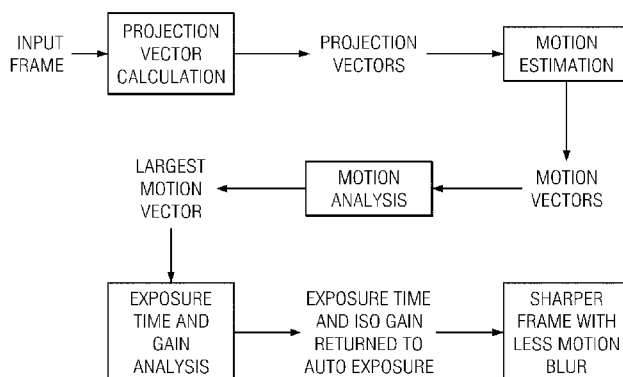 INPUT
FRAME
PROJECTION
VECTOR
CALCULATION
PROJECTION
VECTORS
MOTION
ESTIMATION
LARGEST
MOTION
VECTOR
MOTION
ANALYSIS
MOTION
VECTORS
EXPOSURE
TIME AND
GAIN
ANALYSIS
EXPOSURE TIME
AND ISO GAIN
RETURNED TO
AUTO EXPOSURE
SHARPER
FRAME WITH
LESS MOTION
BLUR